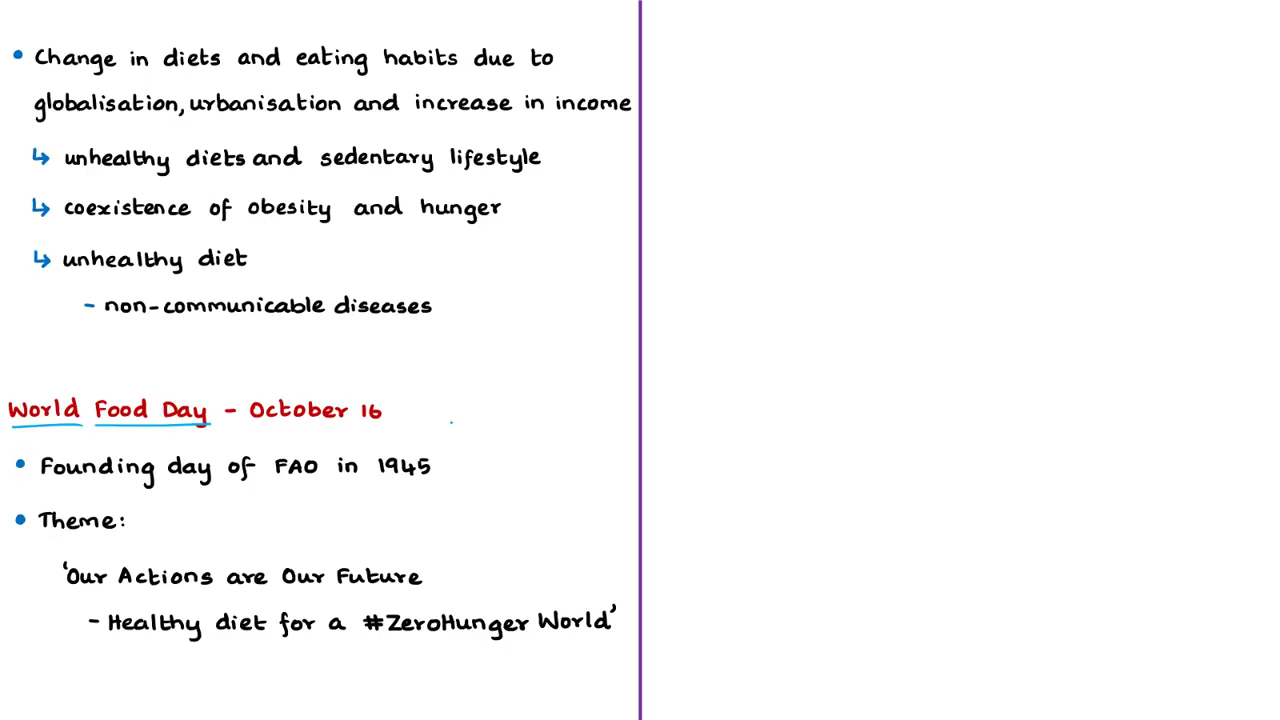 • Change in diets and eating habits due to
globalisation, urbanisation and increase in income
↳ unhealthy diets and sedentary lifestyle
↳ coexistence of obesity and hunger
↳ unhealthy diet
- non-communicable diseases
World Food Day - October 16
• Founding day of FAO in 1945
• Theme:
'Our Actions are Our Future
- Healthy diet for a #ZeroHunger World'